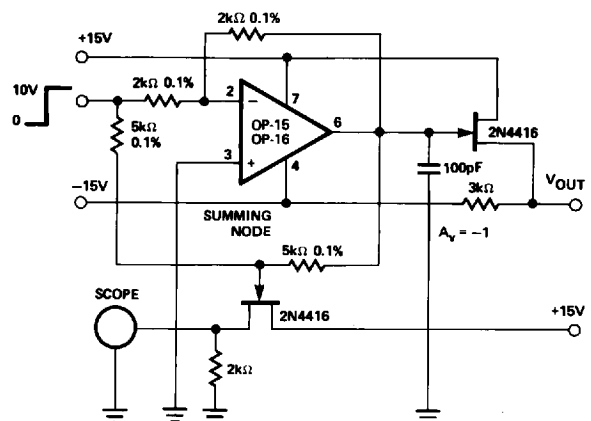 2kΩ 0.1%
+15V
10V
0
2kΩ 0.1%
2
−
7
5kΩ
0.1%
OP-15
OP-16
6
3
+
4
2N4416
100pF
−15V
3kΩ
VOUT
SUMMING
NODE
AV = −1
5kΩ 0.1%
SCOPE
2N4416
+15V
2kΩ